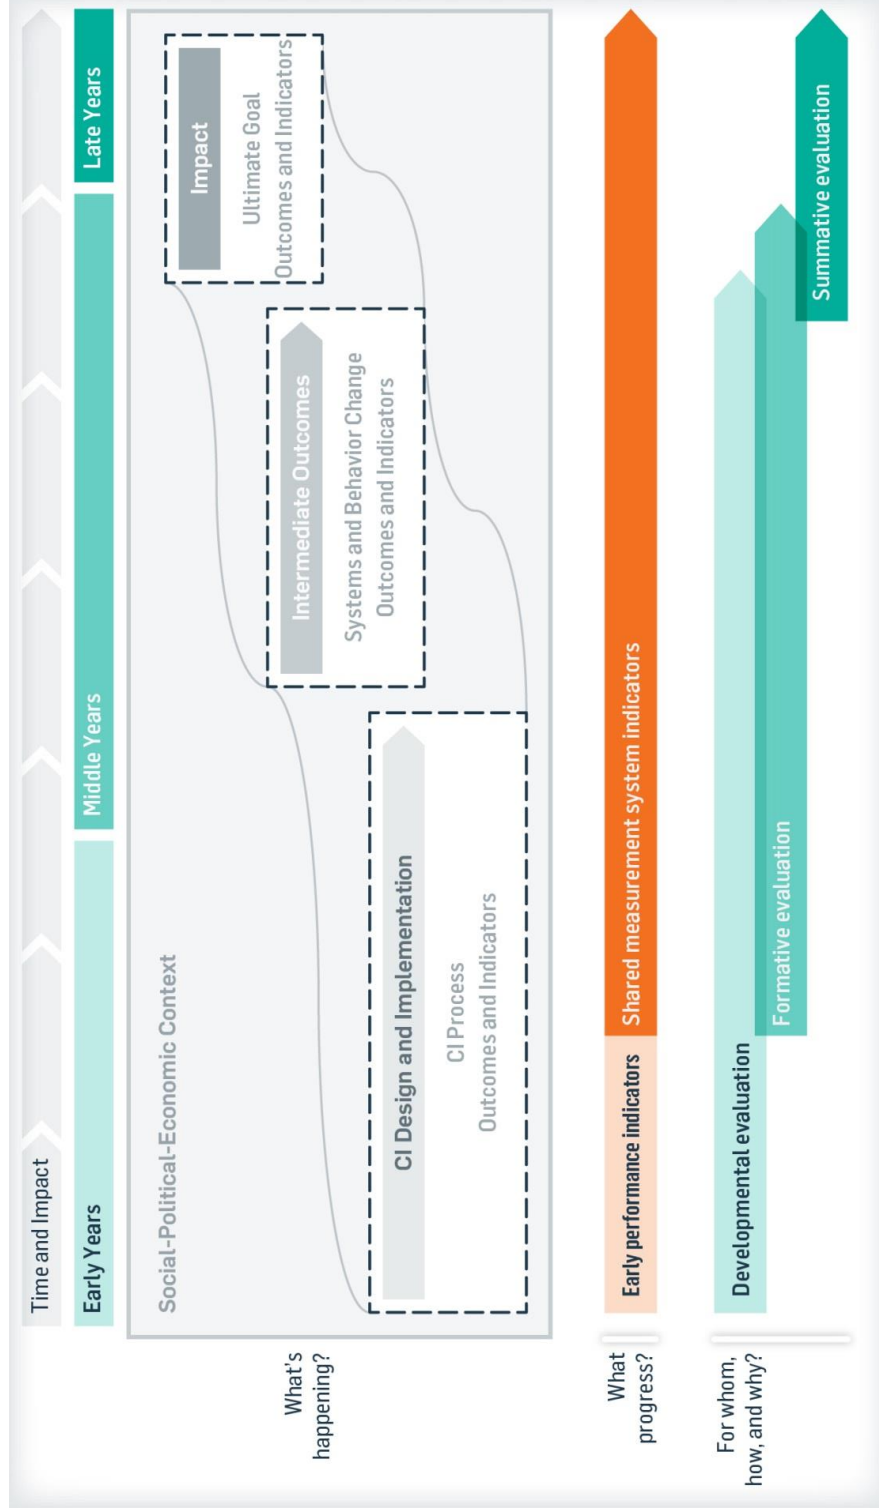 Time and Impact
Early Years
Middle Years
Late Years
What's
happening?
Social-Political-Economic Context
CI Design and Implementation
CI Process
Outcomes and Indicators
Intermediate Outcomes
Systems and Behavior Change
Outcomes and Indicators
Impact
Ultimate Goal
Outcomes and Indicators
What
progress?
Early performance indicators
Shared measurement system indicators
For whom,
how, and why?
Developmental evaluation
Formative evaluation
Summative evaluation